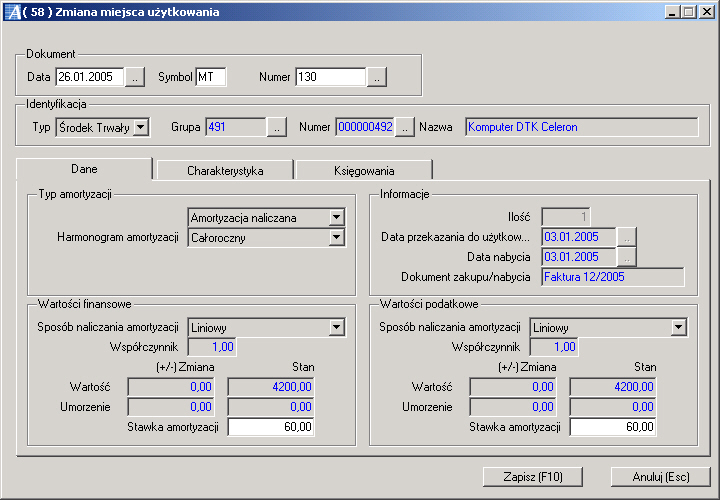 A ( 58 ) Zmiana miejsca użytkowania
Dokument
Data 26.01.2005 .. Symbol MT Numer 130 ..
Identyfikacja
Typ Środek Trwały Grupa 491 .. Numer 000000492 .. Nazwa Komputer DTK Celeron
Dane Charakterystyka Księgowania
Typ amortyzacji
Amortyzacja naliczana
Harmonogram amortyzacji Całoroczny
Informacje
Ilość 1
Data przekazania do użytkow... 03.01.2005 ..
Data nabycia 03.01.2005 ..
Dokument zakupu/nabycia Faktura 12/2005
Wartości finansowe
Sposób naliczania amortyzacji Liniowy
Współczynnik 1,00
(+/-) Zmiana Stan
Wartość 0,00 4200,00
Umorzenie 0,00 0,00
Stawka amortyzacji 60,00
Wartości podatkowe
Sposób naliczania amortyzacji Liniowy
Współczynnik 1,00
(+/-) Zmiana Stan
Wartość 0,00 4200,00
Umorzenie 0,00 0,00
Stawka amortyzacji 60,00
Zapisz (F10) Anuluj (Esc)